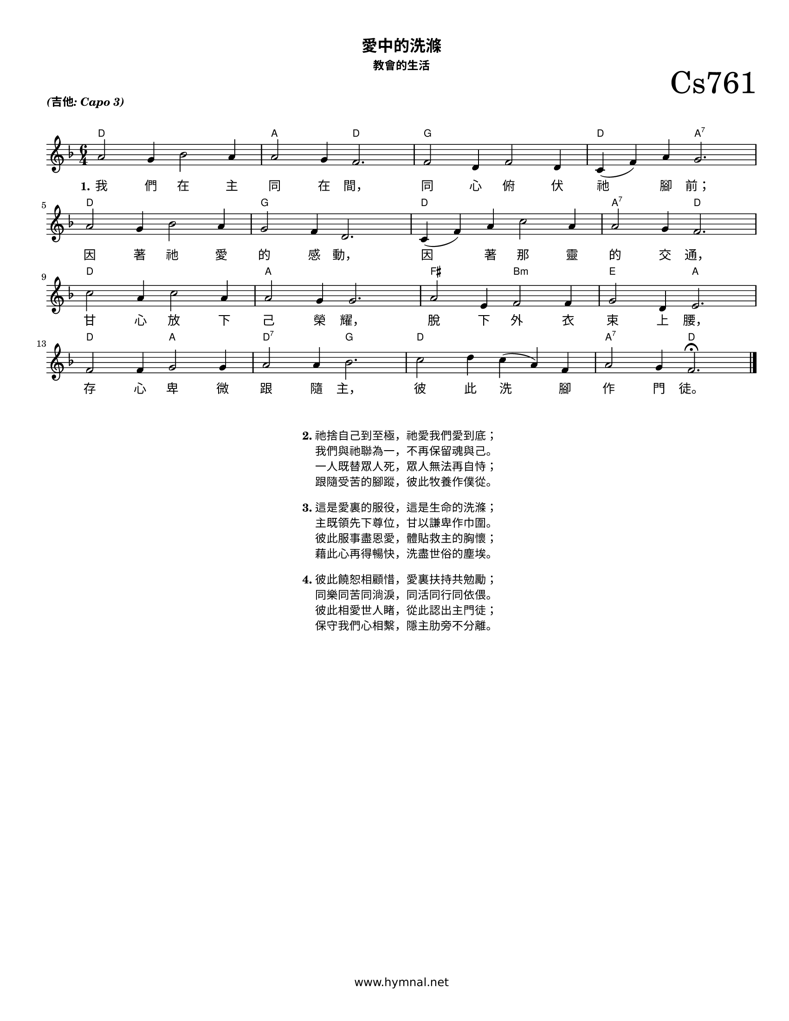 愛中的洗滌
教會的生活
Cs761
(吉他: Capo 3)
D A D G D A7
1. 我 們 在 主 同 在 間， 同 心 俯 伏 祂 腳 前；
5 D G D A7 D
因 著 祂 愛 的 感 動， 因 著 那 靈 的 交 通，
9 D A F# Bm E A
甘 心 放 下 己 榮 耀， 脫 下 外 衣 束 上 腰，
13 D A D7 G D A7 D
存 心 卑 微 跟 隨 主， 彼 此 洗 腳 作 門 徒。
2. 祂捨自己到至極，祂愛我們愛到底；
我們與祂聯為一，不再保留魂與己。
一人既替眾人死，眾人無法再自恃；
跟隨受苦的腳蹤，彼此牧養作僕從。
3. 這是愛裏的服役，這是生命的洗滌；
主既領先下尊位，甘以謙卑作巾圍。
彼此服事盡恩愛，體貼救主的胸懷；
藉此心再得暢快，洗盡世俗的塵埃。
4. 彼此饒恕相顧惜，愛裏扶持共勉勵；
同樂同苦同淌淚，同活同行同依偎。
彼此相愛世人睹，從此認出主門徒；
保守我們心相繫，隱主肋旁不分離。
www.hymnal.net